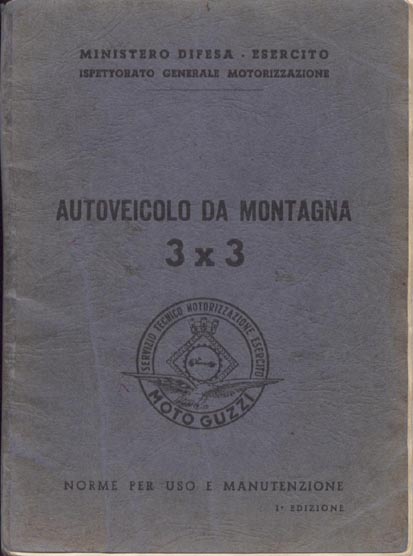 MINISTERO DIFESA - ESERCITO
ISPETTORATO GENERALE MOTORIZZAZIONE
AUTOVEICOLO DA MONTAGNA
3 x 3
SERVIZIO TECNICO MOTORIZZAZIONE ESERCITO
MOTO GUZZI
NORME PER USO E MANUTENZIONE
1ª EDIZIONE